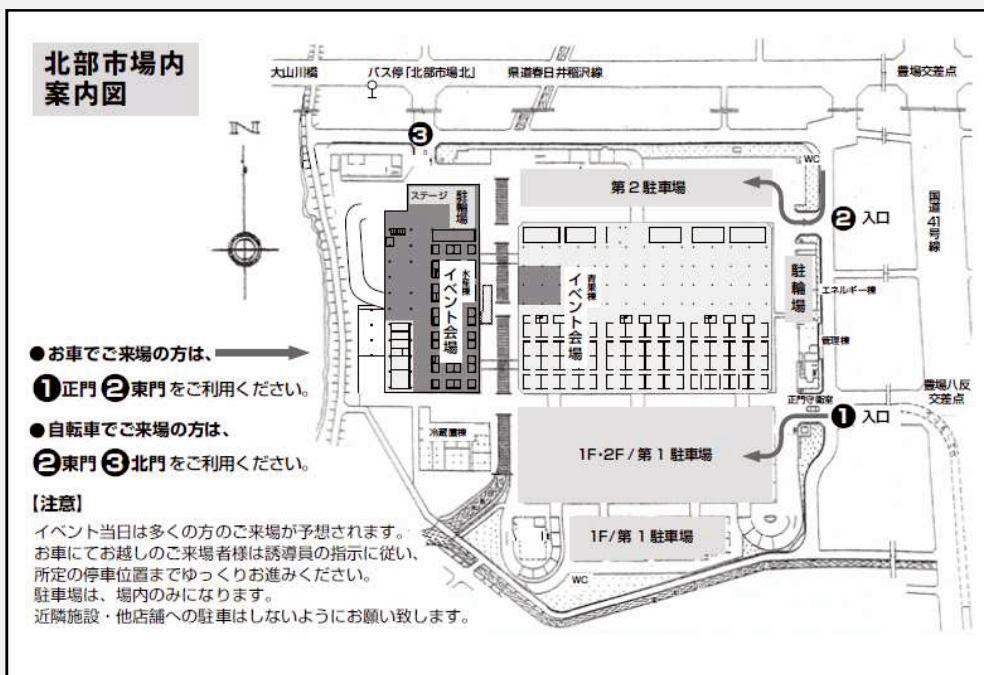 北部市場内
案内図
大山川橋
バス停「北部市場北」
県道春日井稲沢線
豊場交差点
N
❸
WC
第2駐車場
ステージ
駐輪場
❷入口
国道41号線
水産棟
イベント会場
青果棟
イベント会場
駐輪場
エネルギー棟
管理棟
●お車でご来場の方は、
❶正門❷東門をご利用ください。
豊場八反
交差点
正門守衛室
❶入口
●自転車でご来場の方は、
❷東門❸北門をご利用ください。
冷蔵庫棟
1F・2F/第1駐車場
【注意】
イベント当日は多くの方のご来場が予想されます。
お車にてお越しのご来場者様は誘導員の指示に従い、
所定の停車位置までゆっくりお進みください。
駐車場は、場内のみになります。
近隣施設・他店舗への駐車はしないようにお願い致します。
1F/第1駐車場
WC